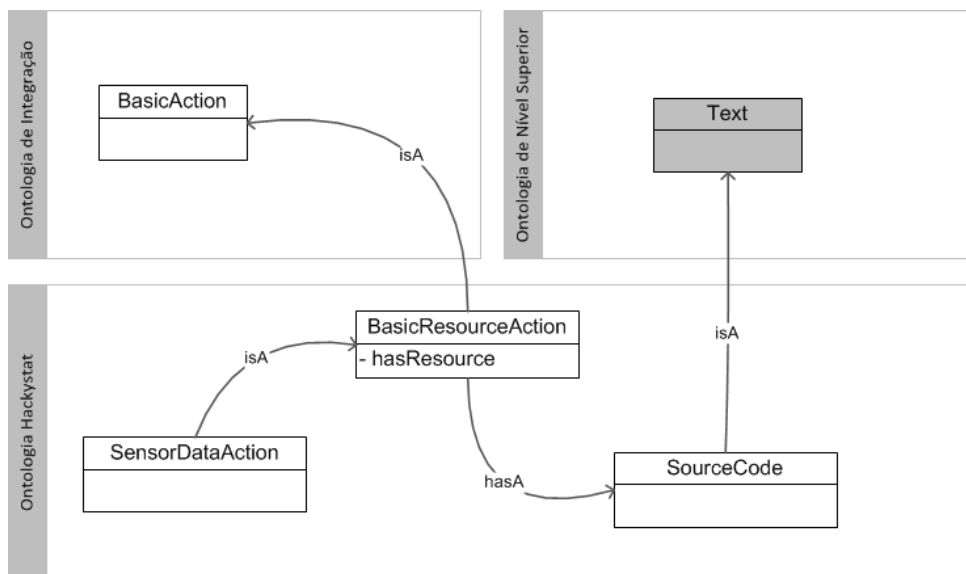 Ontologia de Integração
BasicAction
isA
Ontologia de Nível Superior
Text
isA
Ontologia Hackystat
BasicResourceAction
- hasResource
isA
SensorDataAction
hasA
SourceCode